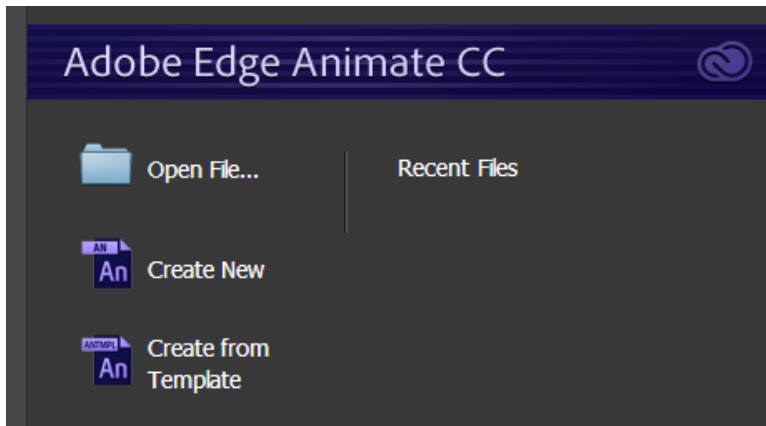 Adobe Edge Animate CC
Open File...
Recent Files
AN
An
Create New
ANTMPL
An
Create from
Template